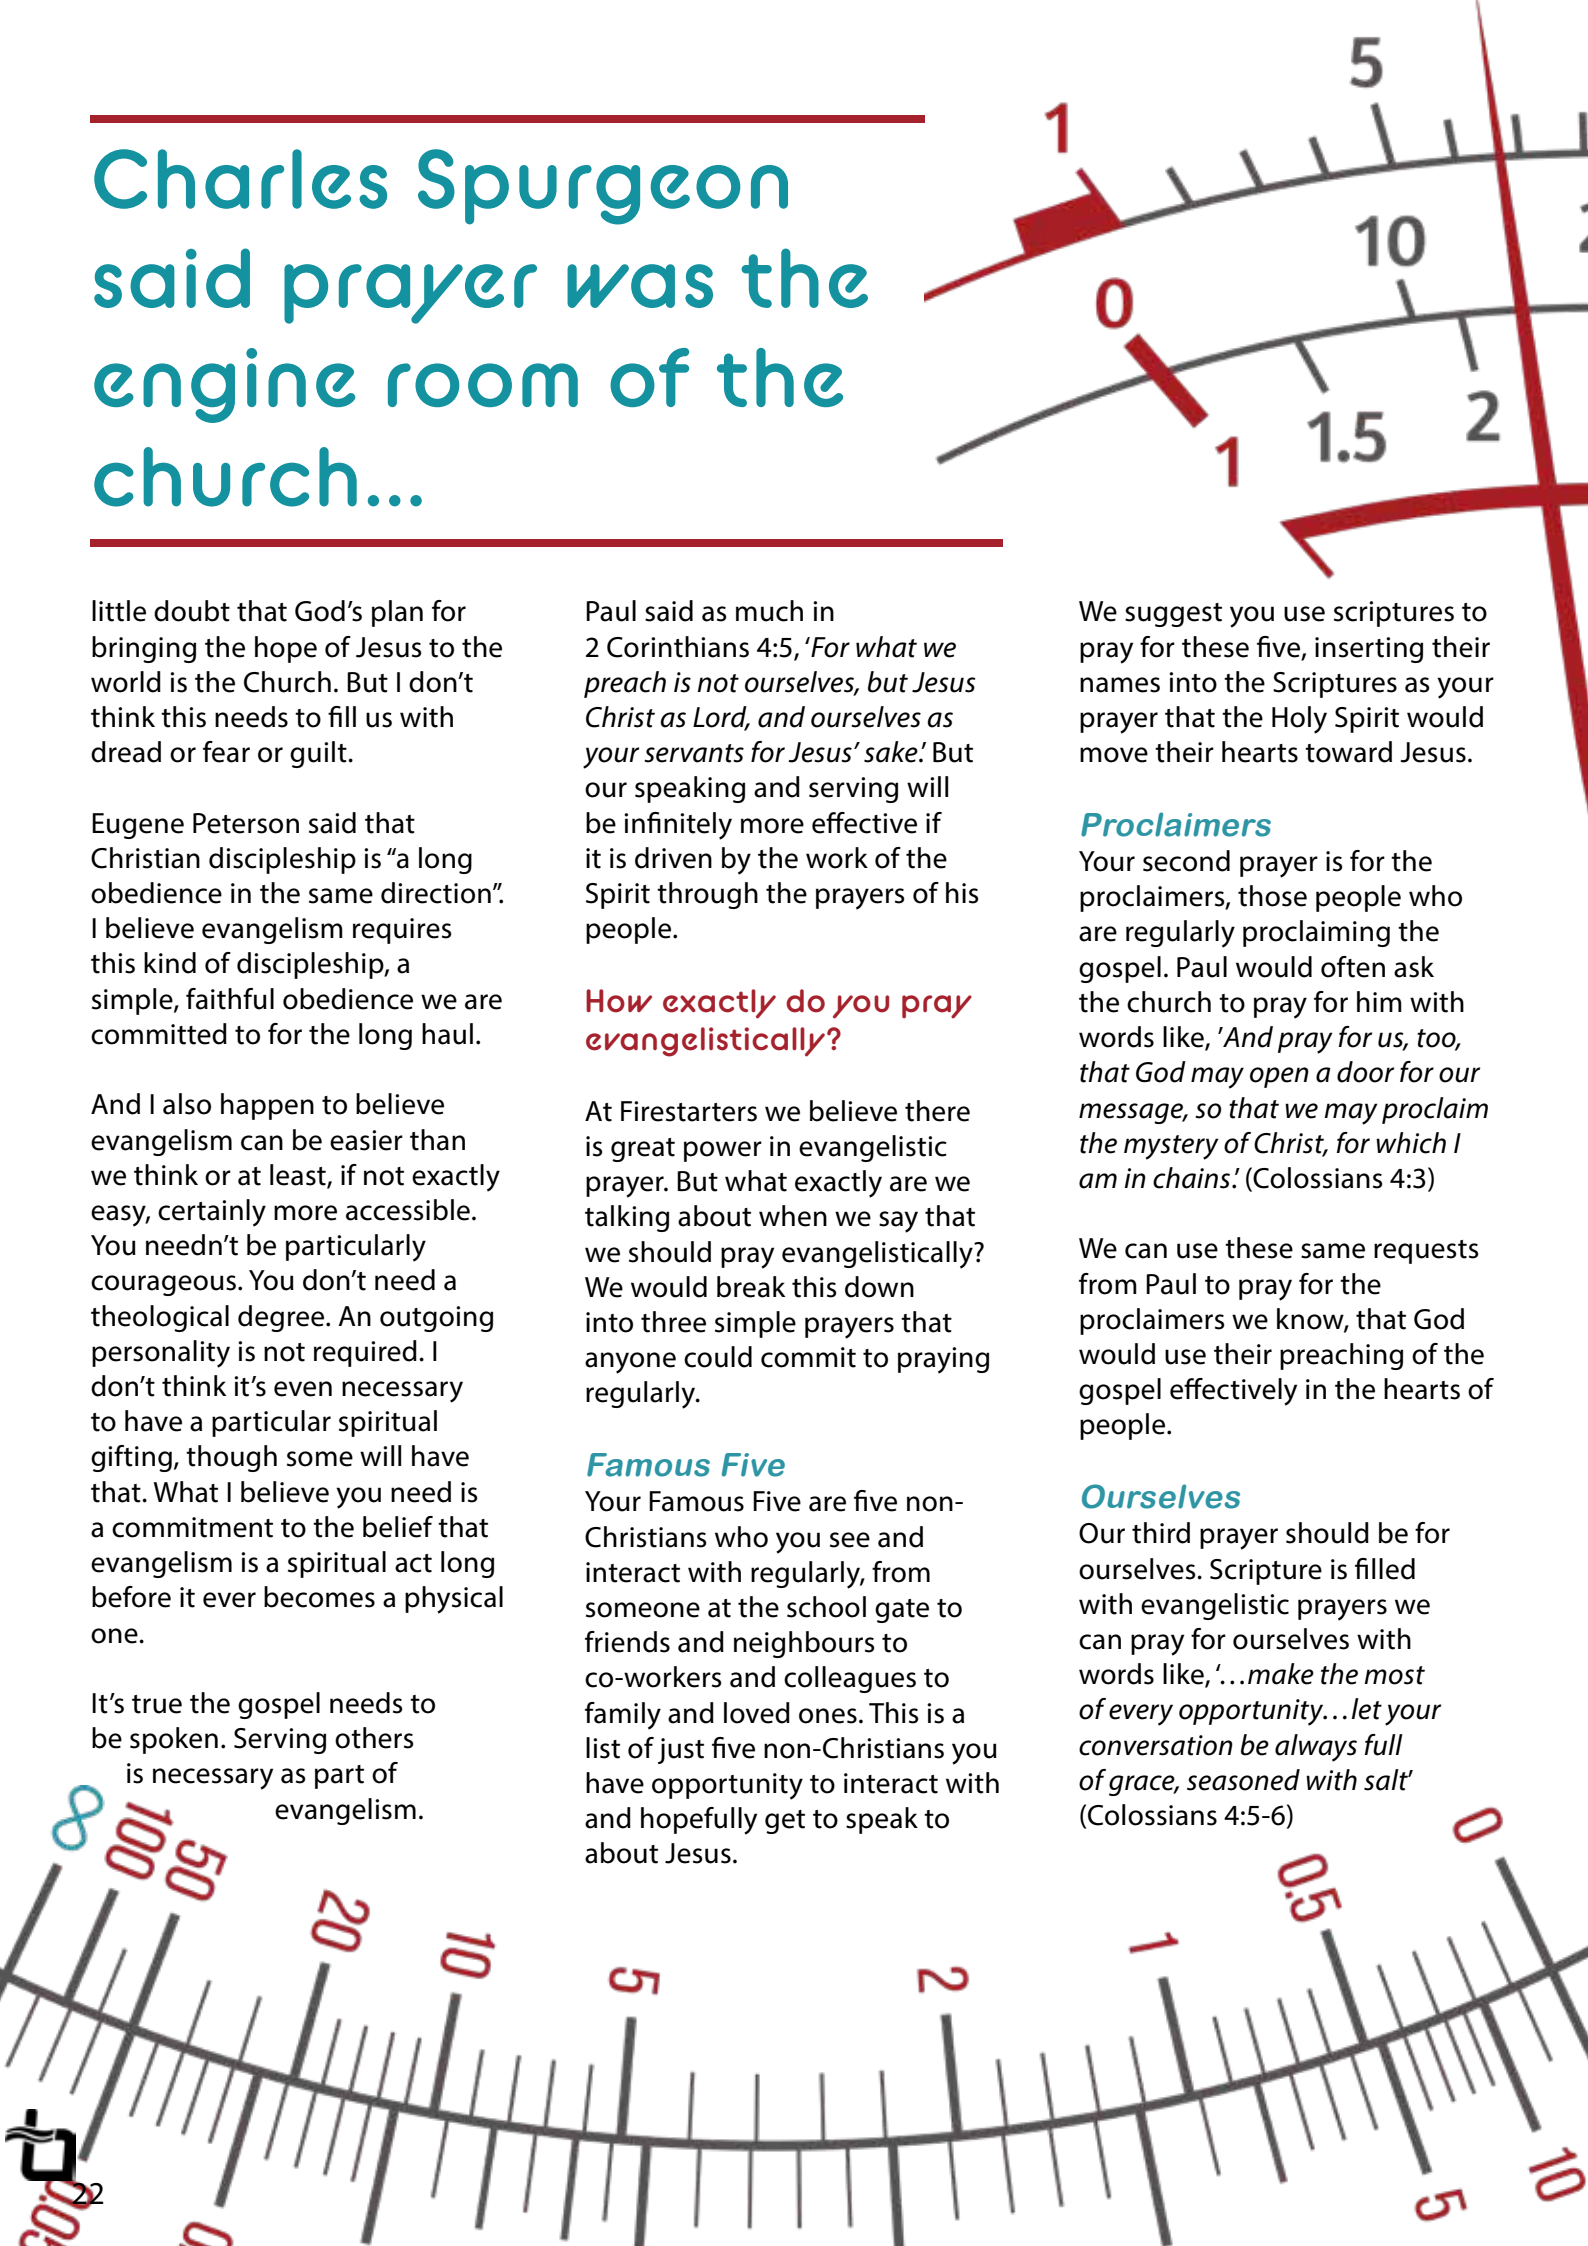 Charles Spurgeon
said prayer was the
engine room of the
church...
little doubt that God’s plan for
bringing the hope of Jesus to the
world is the Church. But I don’t
think this needs to fill us with
dread or fear or guilt.
Eugene Peterson said that
Christian discipleship is “a long
obedience in the same direction”.
I believe evangelism requires
this kind of discipleship, a
simple, faithful obedience we are
committed to for the long haul.
And I also happen to believe
evangelism can be easier than
we think or at least, if not exactly
easy, certainly more accessible.
You needn’t be particularly
courageous. You don’t need a
theological degree. An outgoing
personality is not required. I
don’t think it’s even necessary
to have a particular spiritual
gifting, though some will have
that. What I believe you need is
a commitment to the belief that
evangelism is a spiritual act long
before it ever becomes a physical
one.
It’s true the gospel needs to
be spoken. Serving others
is necessary as part of
evangelism.
Paul said as much in
2 Corinthians 4:5, ‘For what we
preach is not ourselves, but Jesus
Christ as Lord, and ourselves as
your servants for Jesus’ sake.’ But
our speaking and serving will
be infinitely more effective if
it is driven by the work of the
Spirit through the prayers of his
people.
How exactly do you pray
evangelistically?
At Firestarters we believe there
is great power in evangelistic
prayer. But what exactly are we
talking about when we say that
we should pray evangelistically?
We would break this down
into three simple prayers that
anyone could commit to praying
regularly.
Famous Five
Your Famous Five are five non-
Christians who you see and
interact with regularly, from
someone at the school gate to
friends and neighbours to
co-workers and colleagues to
family and loved ones. This is a
list of just five non-Christians you
have opportunity to interact with
and hopefully get to speak to
about Jesus.
We suggest you use scriptures to
pray for these five, inserting their
names into the Scriptures as your
prayer that the Holy Spirit would
move their hearts toward Jesus.
Proclaimers
Your second prayer is for the
proclaimers, those people who
are regularly proclaiming the
gospel. Paul would often ask
the church to pray for him with
words like, ’And pray for us, too,
that God may open a door for our
message, so that we may proclaim
the mystery of Christ, for which I
am in chains.’ (Colossians 4:3)
We can use these same requests
from Paul to pray for the
proclaimers we know, that God
would use their preaching of the
gospel effectively in the hearts of
people.
Ourselves
Our third prayer should be for
ourselves. Scripture is filled
with evangelistic prayers we
can pray for ourselves with
words like, ‘…make the most
of every opportunity…let your
conversation be always full
of grace, seasoned with salt’
(Colossians 4:5-6)
1
5
0
10
1
1.5
2
∞
100
50
20
10
5
2
1
0.5
0
5
10
22